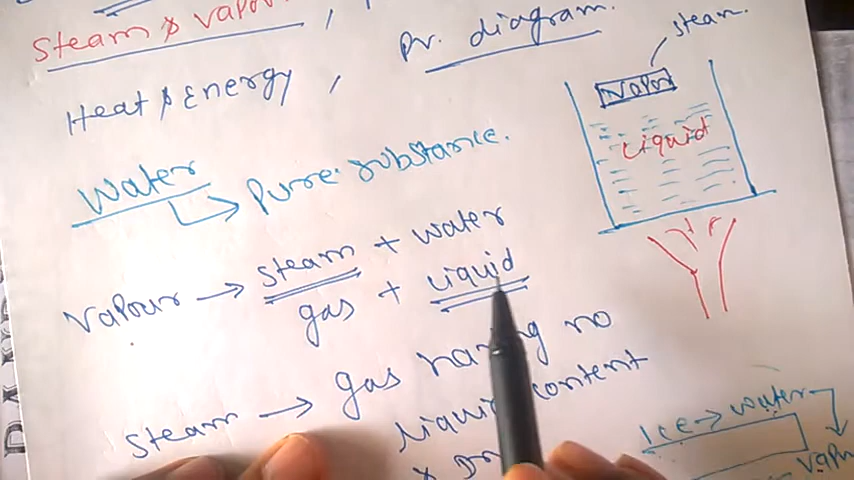 Steam & Vapour,
Pv. diagram.
Heat & Energy,
Water
Pure substance.
Vapour → Steam + Water
gas + Liquid
Steam → gas having no
Liquid content
steam.
Vapor
Liquid
Ice → Water